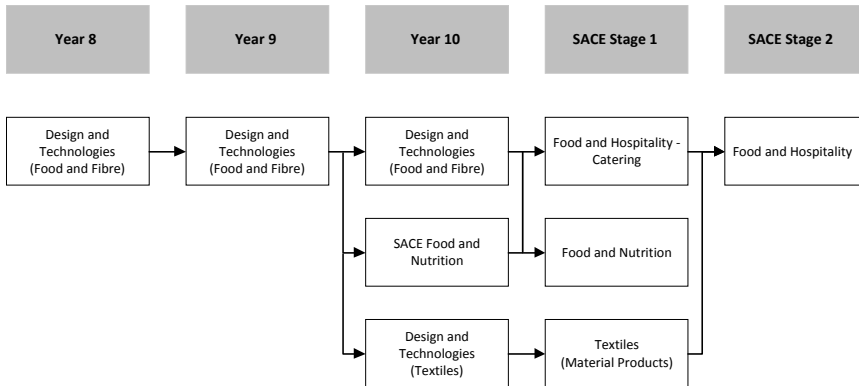 Year 8
Year 9
Year 10
SACE Stage 1
SACE Stage 2
Design and
Technologies
(Food and Fibre)
Design and
Technologies
(Food and Fibre)
Design and
Technologies
(Food and Fibre)
Food and Hospitality -
Catering
Food and Hospitality
SACE Food and
Nutrition
Food and Nutrition
Design and
Technologies
(Textiles)
Textiles
(Material Products)